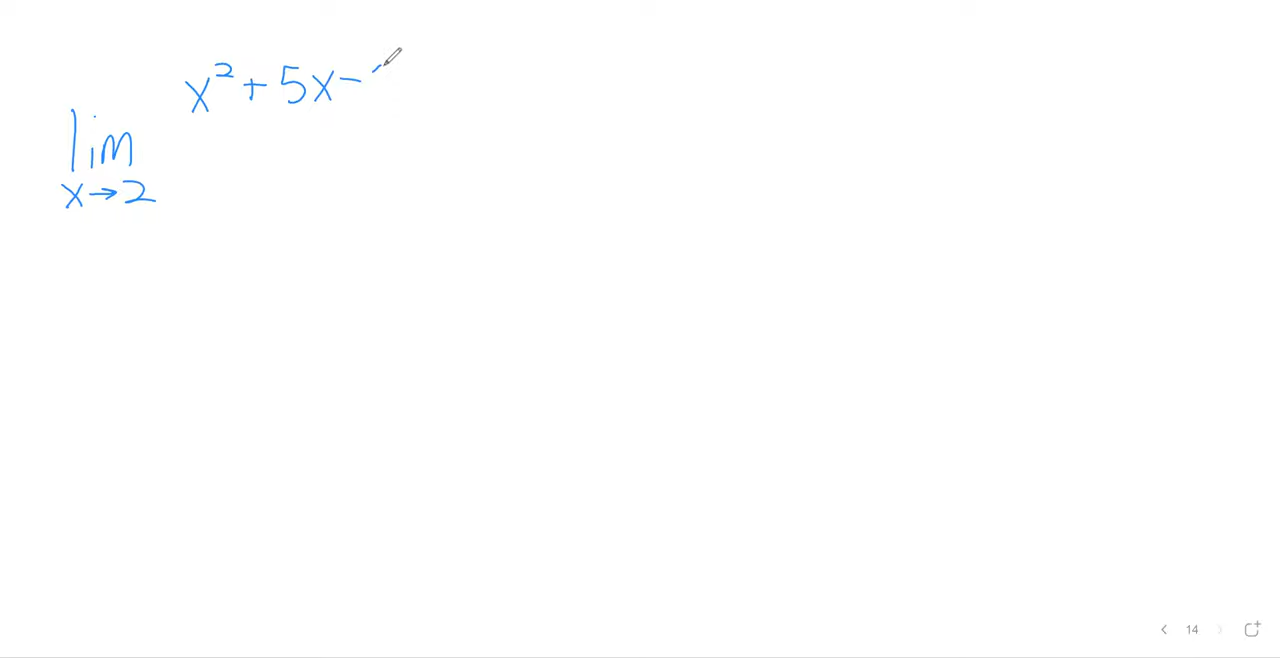 x² + 5x -
lim
x → 2
14